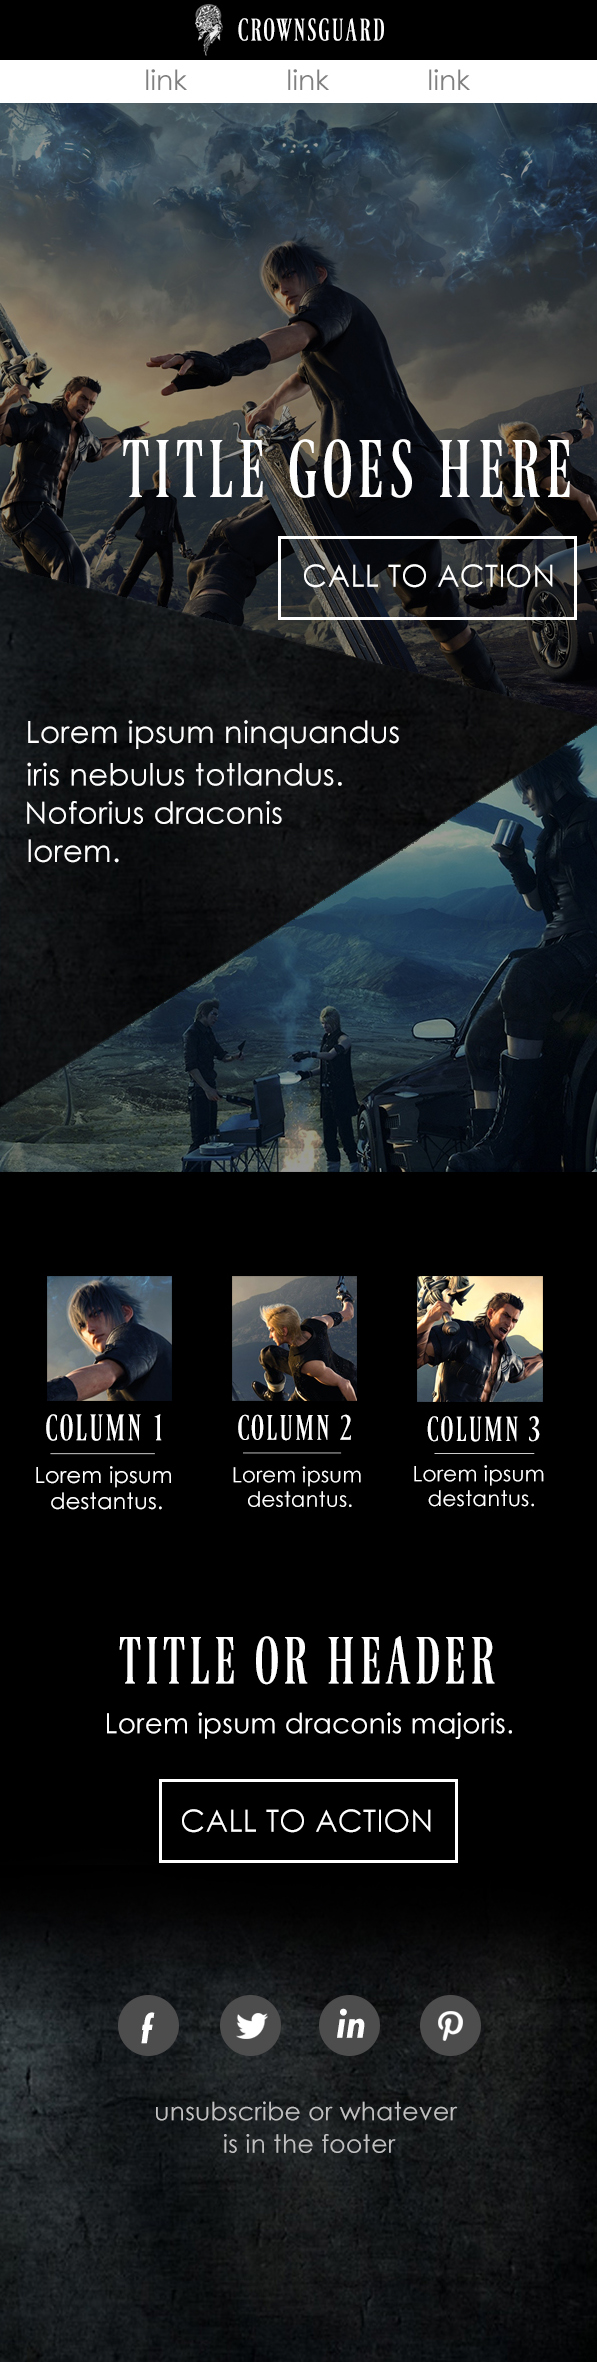 CROWNSGUARD
link link link
TITLE GOES HERE
CALL TO ACTION
Lorem ipsum ninquandus
iris nebulus totlandus.
Noforius draconis
lorem.
COLUMN 1
Lorem ipsum
destantus.
COLUMN 2
Lorem ipsum
destantus.
COLUMN 3
Lorem ipsum
destantus.
TITLE OR HEADER
Lorem ipsum draconis majoris.
CALL TO ACTION
unsubscribe or whatever
is in the footer